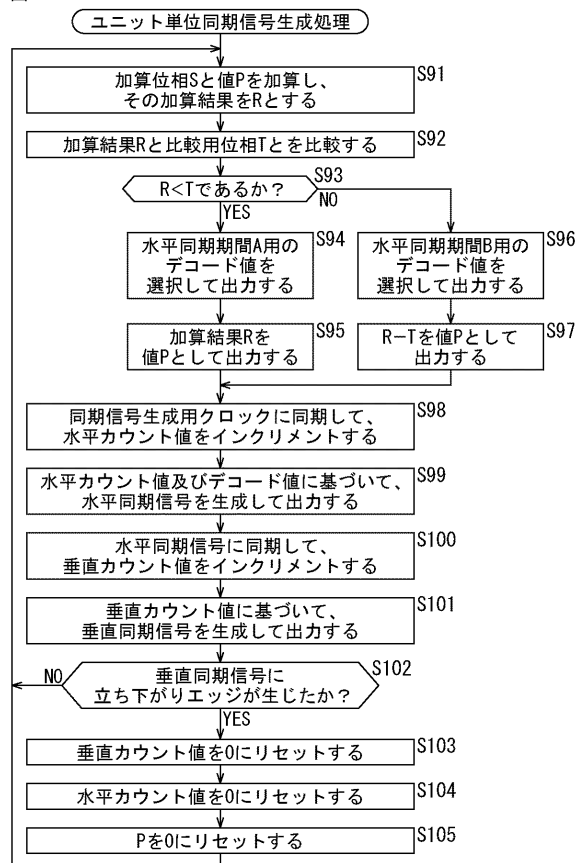 ユニット単位同期信号生成処理
加算位相Sと値Pを加算し、
その加算結果をRとする
S91
加算結果Rと比較用位相Tとを比較する
S92
R<Tであるか？
S93
YES
NO
水平同期期間A用の
デコード値を
選択して出力する
S94
水平同期期間B用の
デコード値を
選択して出力する
S96
加算結果Rを
値Pとして出力する
S95
R−Tを値Pとして
出力する
S97
同期信号生成用クロックに同期して、
水平カウント値をインクリメントする
S98
水平カウント値及びデコード値に基づいて、
水平同期信号を生成して出力する
S99
水平同期信号に同期して、
垂直カウント値をインクリメントする
S100
垂直カウント値に基づいて、
垂直同期信号を生成して出力する
S101
垂直同期信号に
立ち下がりエッジが生じたか？
S102
NO
YES
垂直カウント値を0にリセットする
S103
水平カウント値を0にリセットする
S104
Pを0にリセットする
S105